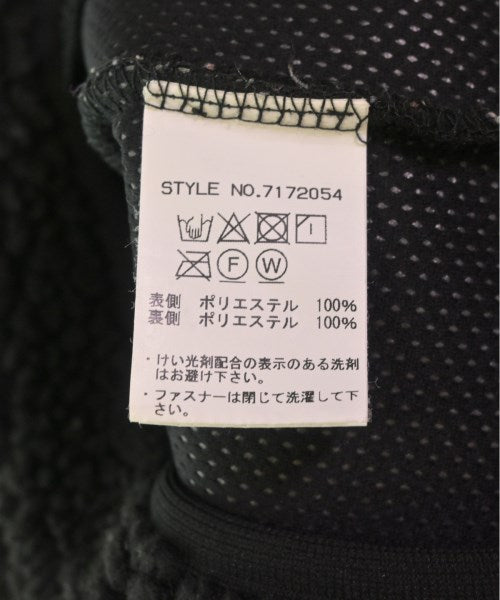 STYLE NO.7172054
F W
表側 ポリエステル 100%
裏側 ポリエステル 100%
・けい光剤配合の表示のある洗剤
はお避け下さい。
・ファスナーは閉じて洗濯して下
さい。